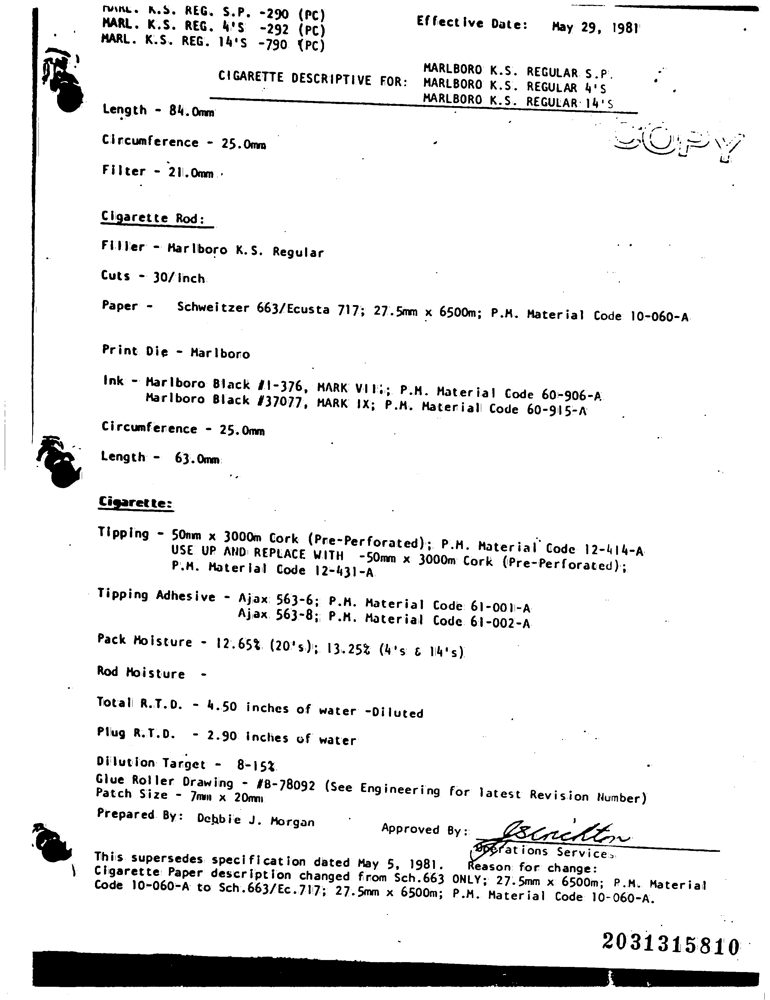 MARL. K.S. REG. S.P. -290 (PC)
MARL. K.S. REG. 4'S -292 (PC)
MARL. K.S. REG. 14'S -790 (PC)
Effective Date: May 29, 1981
CIGARETTE DESCRIPTIVE FOR: MARLBORO K.S. REGULAR S.P.
MARLBORO K.S. REGULAR 4'S
MARLBORO K.S. REGULAR 14'S
COPY
Length - 84.0mm
Circumference - 25.0mm
Filter - 21.0mm
Cigarette Rod:
Filler - Marlboro K.S. Regular
Cuts - 30/inch
Paper - Schweitzer 663/Ecusta 717; 27.5mm x 6500m; P.M. Material Code 10-060-A
Print Die - Marlboro
Ink - Marlboro Black #1-376, MARK VIII; P.M. Material Code 60-906-A
Marlboro Black #37077, MARK IX; P.M. Material Code 60-915-A
Circumference - 25.0mm
Length - 63.0mm
Cigarette:
Tipping - 50mm x 3000m Cork (Pre-Perforated); P.M. Material Code 12-414-A
USE UP AND REPLACE WITH -50mm x 3000m Cork (Pre-Perforated);
P.M. Material Code 12-431-A
Tipping Adhesive - Ajax 563-6; P.M. Material Code 61-001-A
Ajax 563-8; P.M. Material Code 61-002-A
Pack Moisture - 12.65% (20's); 13.25% (4's & 14's)
Rod Moisture -
Total R.T.D. - 4.50 inches of water -Diluted
Plug R.T.D. - 2.90 inches of water
Dilution Target - 8-15%
Glue Roller Drawing - #B-78092 (See Engineering for latest Revision Number)
Patch Size - 7mm x 20mm
Prepared By: Debbie J. Morgan
Approved By:
Operations Services
This supersedes specification dated May 5, 1981. Reason for change:
Cigarette Paper description changed from Sch.663 ONLY; 27.5mm x 6500m; P.M. Material
Code 10-060-A to Sch.663/Ec.717; 27.5mm x 6500m; P.M. Material Code 10-060-A.
2031315810